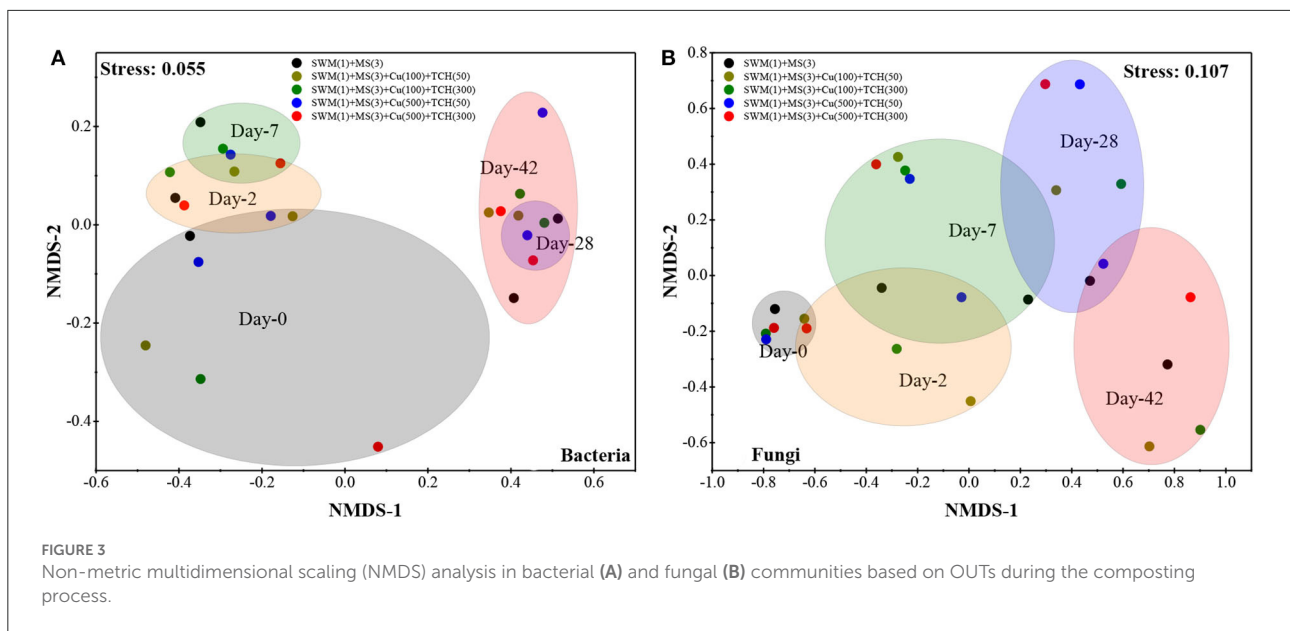 A
Stress: 0.055
SWM(1)+MS(3)
SWM(1)+MS(3)+Cu(100)+TCH(50)
SWM(1)+MS(3)+Cu(100)+TCH(300)
SWM(1)+MS(3)+Cu(500)+TCH(50)
SWM(1)+MS(3)+Cu(500)+TCH(300)
0.2
0.0
-0.2
-0.4
NMDS-2
Day-7
Day-2
Day-0
Day-42
Day-28
Bacteria
-0.6
-0.4
-0.2
0.0
0.2
0.4
0.6
NMDS-1
B
SWM(1)+MS(3)
SWM(1)+MS(3)+Cu(100)+TCH(50)
SWM(1)+MS(3)+Cu(100)+TCH(300)
SWM(1)+MS(3)+Cu(500)+TCH(50)
SWM(1)+MS(3)+Cu(500)+TCH(300)
Stress: 0.107
0.8
0.6
0.4
0.2
0.0
-0.2
-0.4
-0.6
NMDS-2
Day-28
Day-7
Day-0
Day-2
Day-42
Fungi
-1.0
-0.8
-0.6
-0.4
-0.2
0.0
0.2
0.4
0.6
0.8
1.0
NMDS-1
FIGURE 3
Non-metric multidimensional scaling (NMDS) analysis in bacterial (A) and fungal (B) communities based on OUTs during the composting
process.